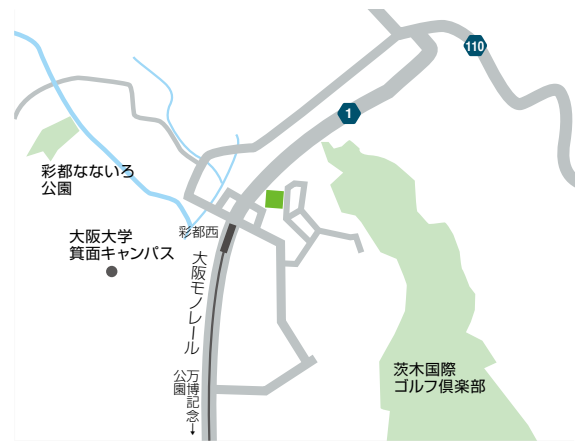 110
1
彩都なないろ
公園
彩都西
大阪大学
箕面キャンパス
大阪モノレール
茨木国際
ゴルフ倶楽部
万博記念
公園→